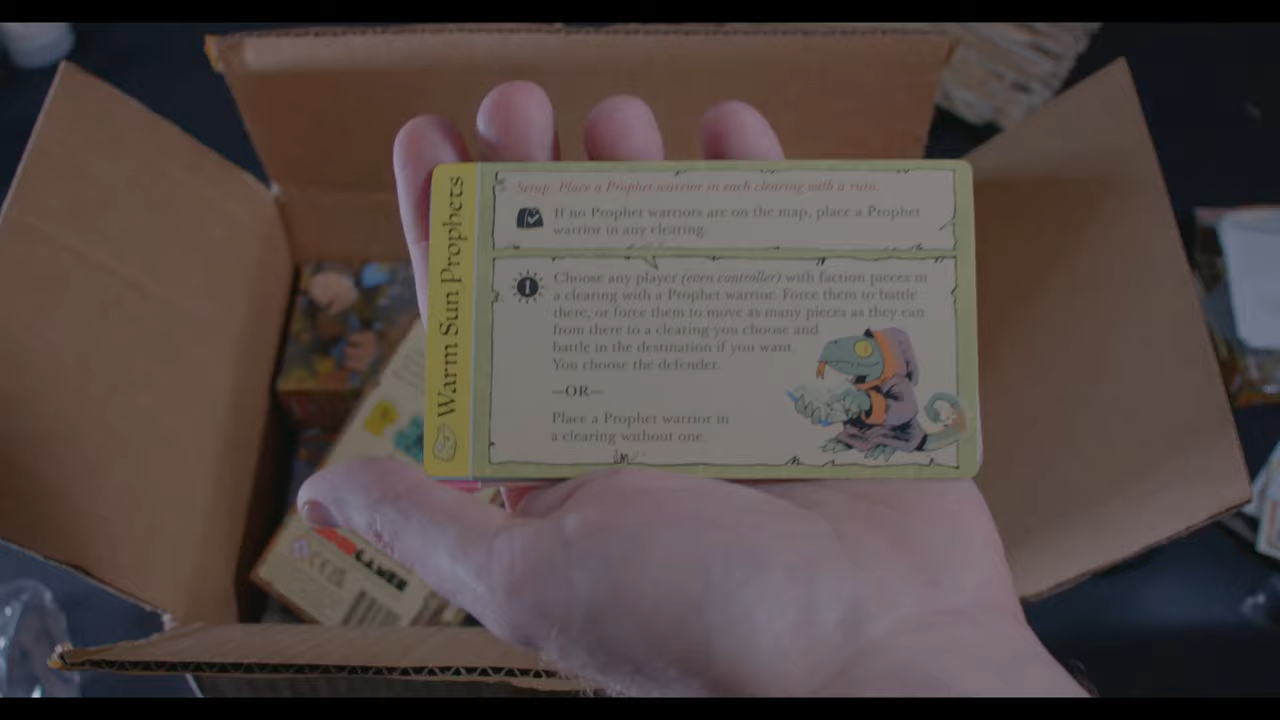 Warm Sun Prophets
Setup: Place a Prophet warrior in each clearing with a ruin.
If no Prophet warriors are on the map, place a Prophet
warrior in any clearing.
1
Choose any player (even controller) with faction pieces in
a clearing with a Prophet warrior. Force them to battle
there, or force them to move as many pieces as they can
from there to a clearing you choose and
battle in the destination if you want.
You choose the defender.
—OR—
Place a Prophet warrior in
a clearing without one.
GAMES
CE